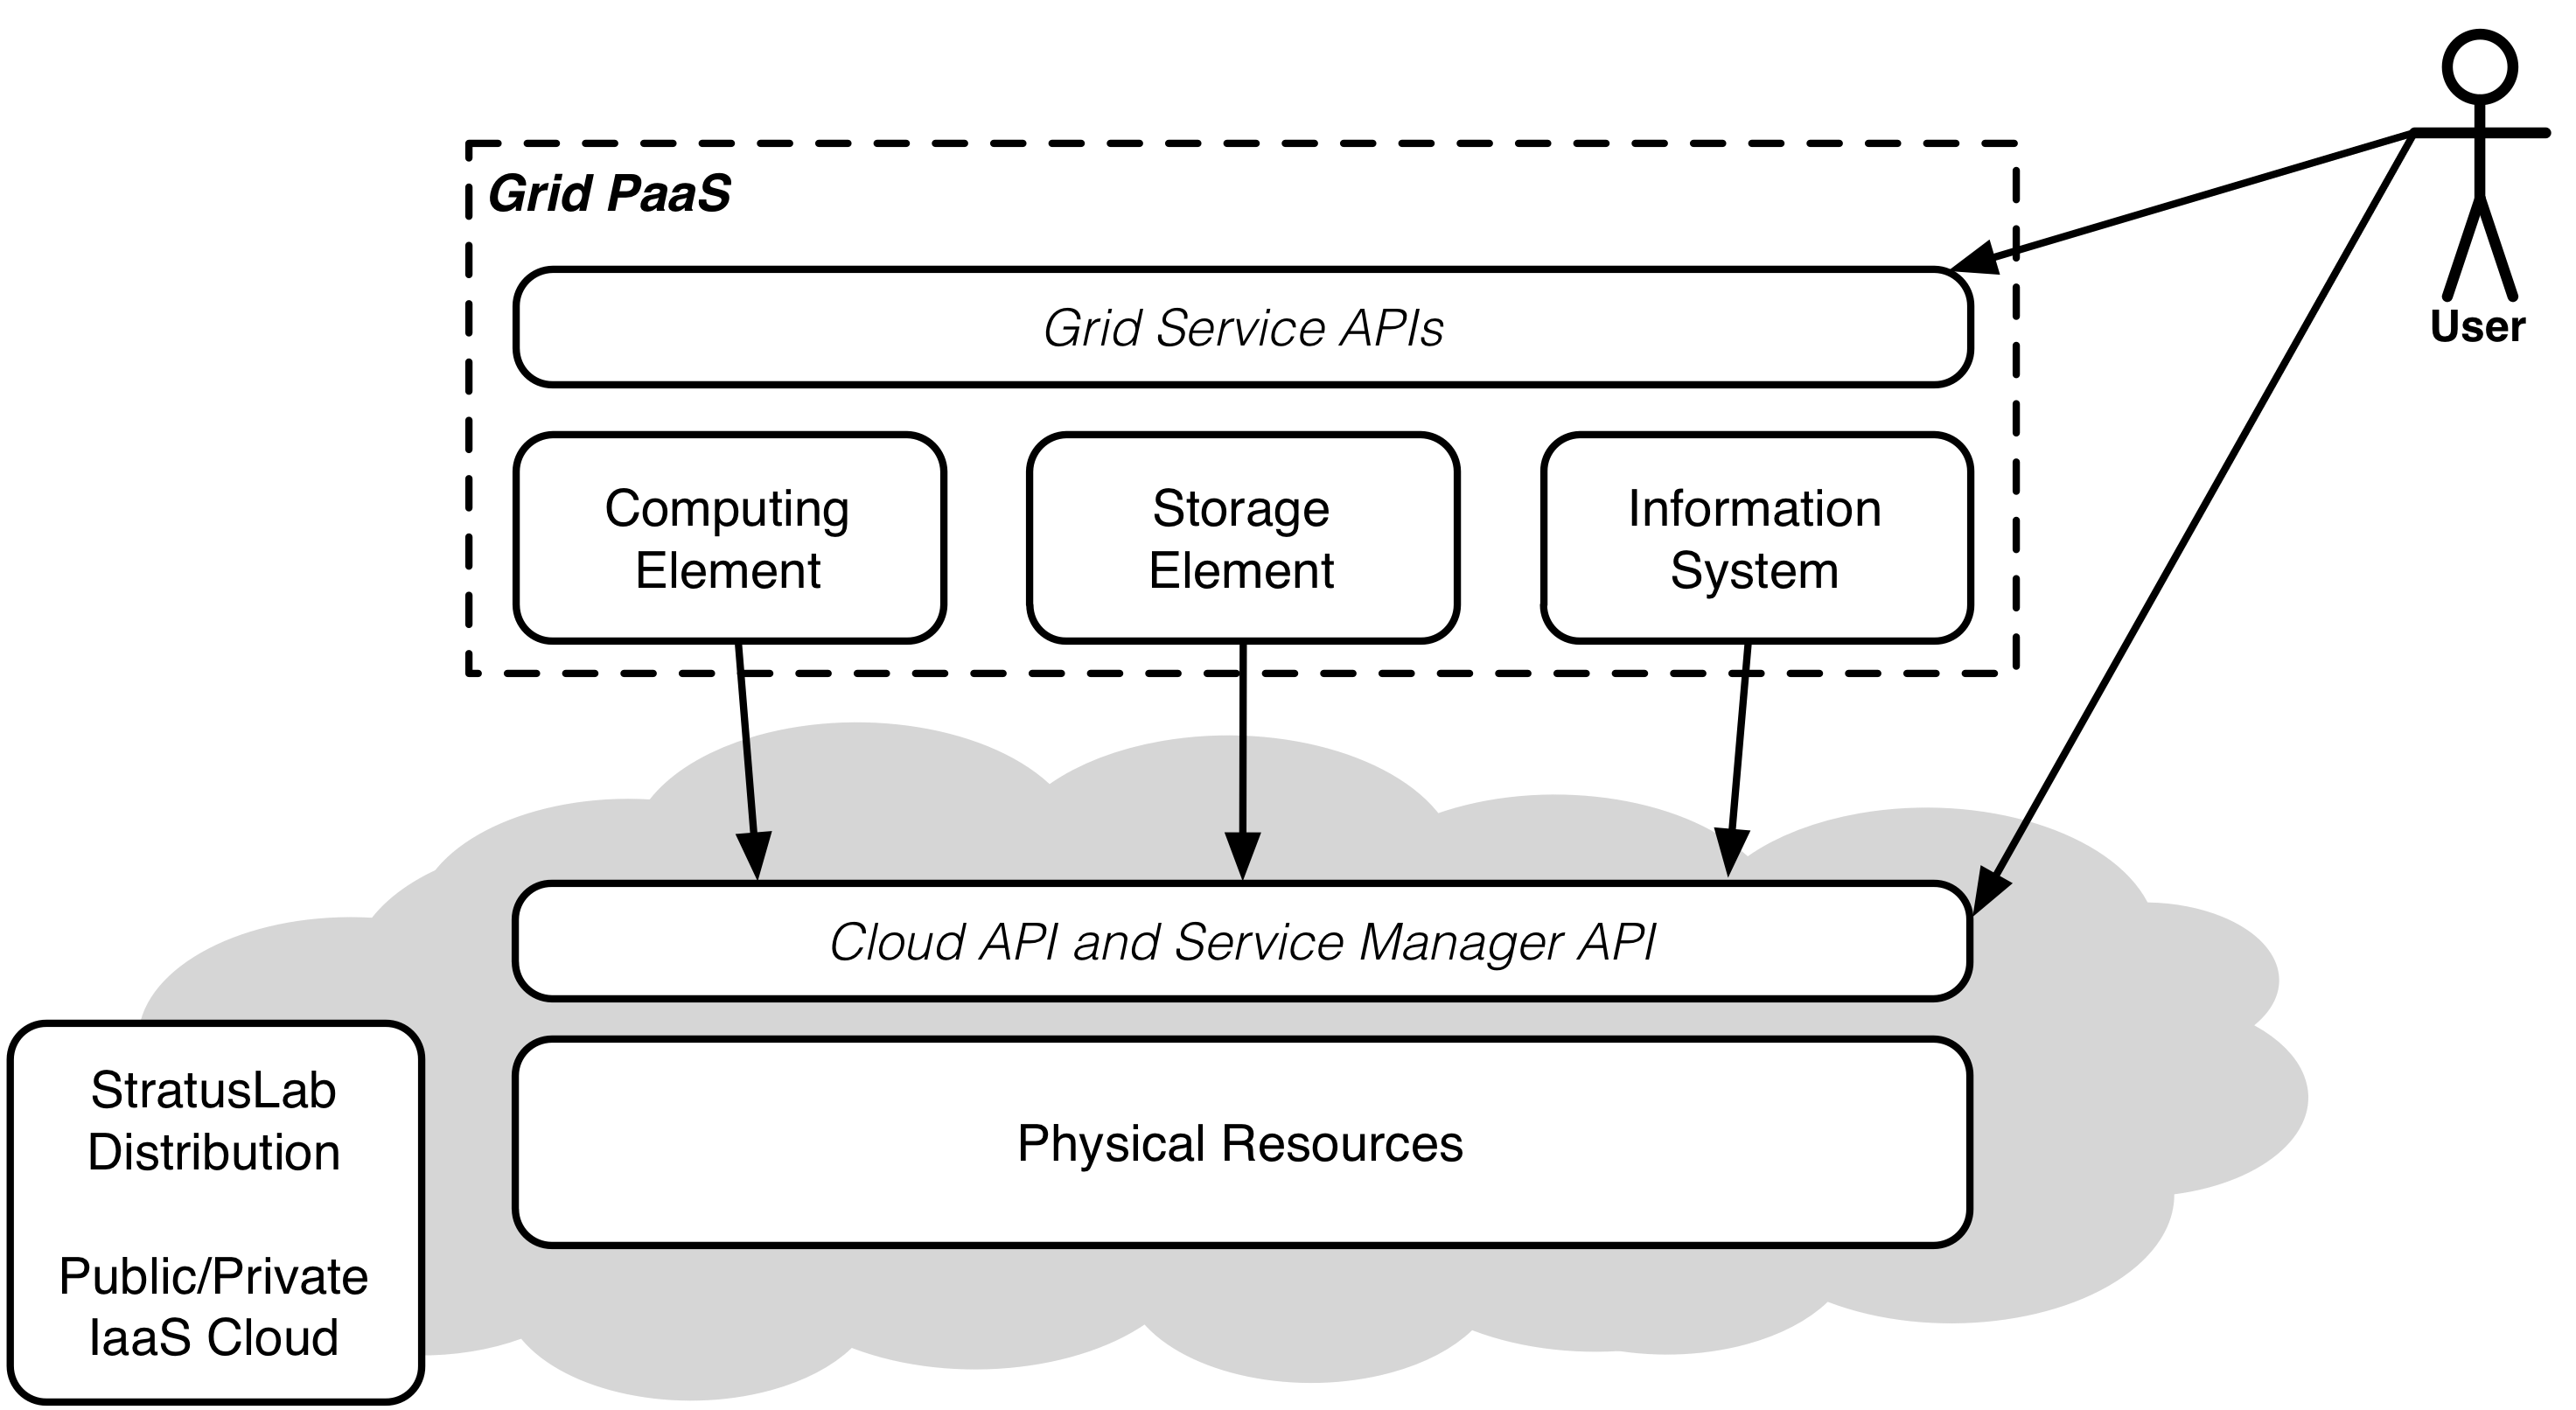 Grid PaaS
User
Grid Service APIs
Computing
Element
Storage
Element
Information
System
Cloud API and Service Manager API
StratusLab
Distribution
Public/Private
IaaS Cloud
Physical Resources